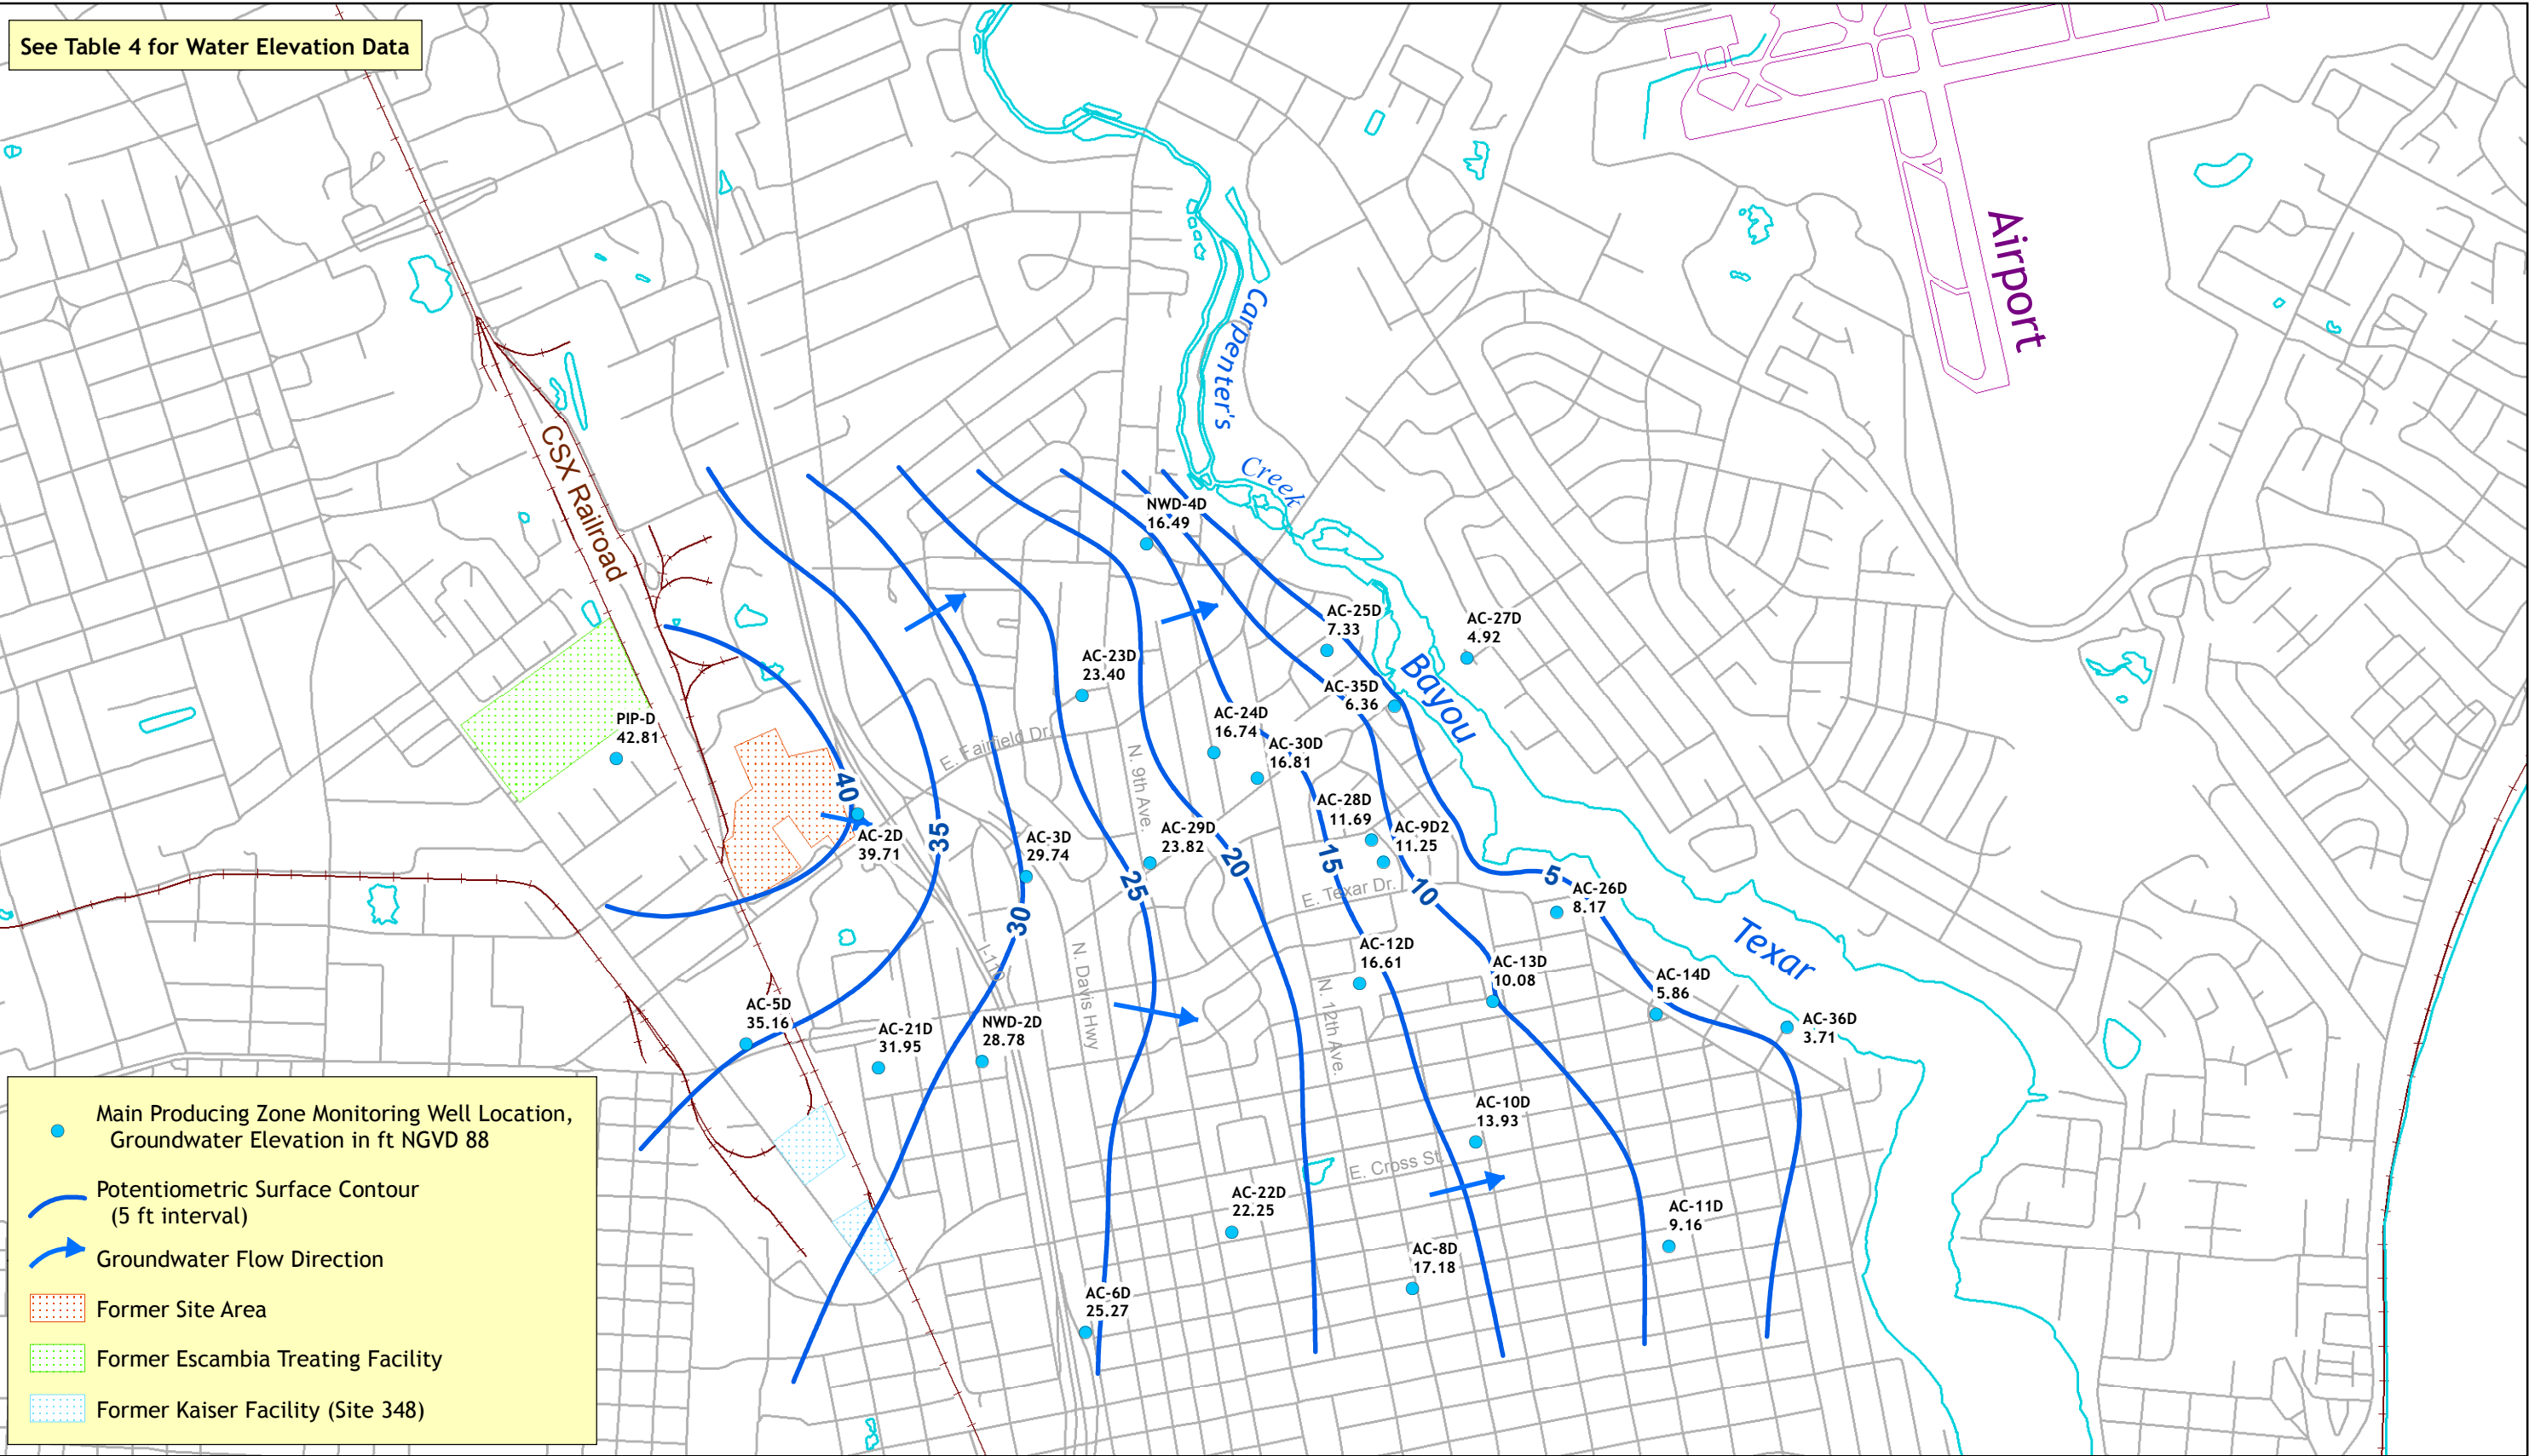 See Table 4 for Water Elevation Data
Airport
Carpenter's
Creek
CSX Railroad
NWD-4D
16.49
AC-25D
7.33
AC-27D
4.92
AC-23D
23.40
AC-35D
6.36
Bayou
PIP-D
42.81
AC-24D
16.74
AC-30D
16.81
E. Fairfield Dr.
N. 9th Ave.
40
AC-2D
39.71
35
AC-3D
29.74
AC-29D
23.82
AC-28D
11.69
AC-9D2
11.25
20
15
25
10
5
E. Texar Dr.
AC-26D
8.17
30
I-110
N. Davis Hwy
AC-12D
16.61
AC-13D
10.08
Texar
AC-14D
5.86
N. 12th Ave.
AC-5D
35.16
AC-21D
31.95
NWD-2D
28.78
AC-36D
3.71
AC-10D
13.93
E. Cross St.
AC-22D
22.25
AC-11D
9.16
AC-8D
17.18
AC-6D
25.27
Main Producing Zone Monitoring Well Location,
Groundwater Elevation in ft NGVD 88
Potentiometric Surface Contour
(5 ft interval)
Groundwater Flow Direction
Former Site Area
Former Escambia Treating Facility
Former Kaiser Facility (Site 348)